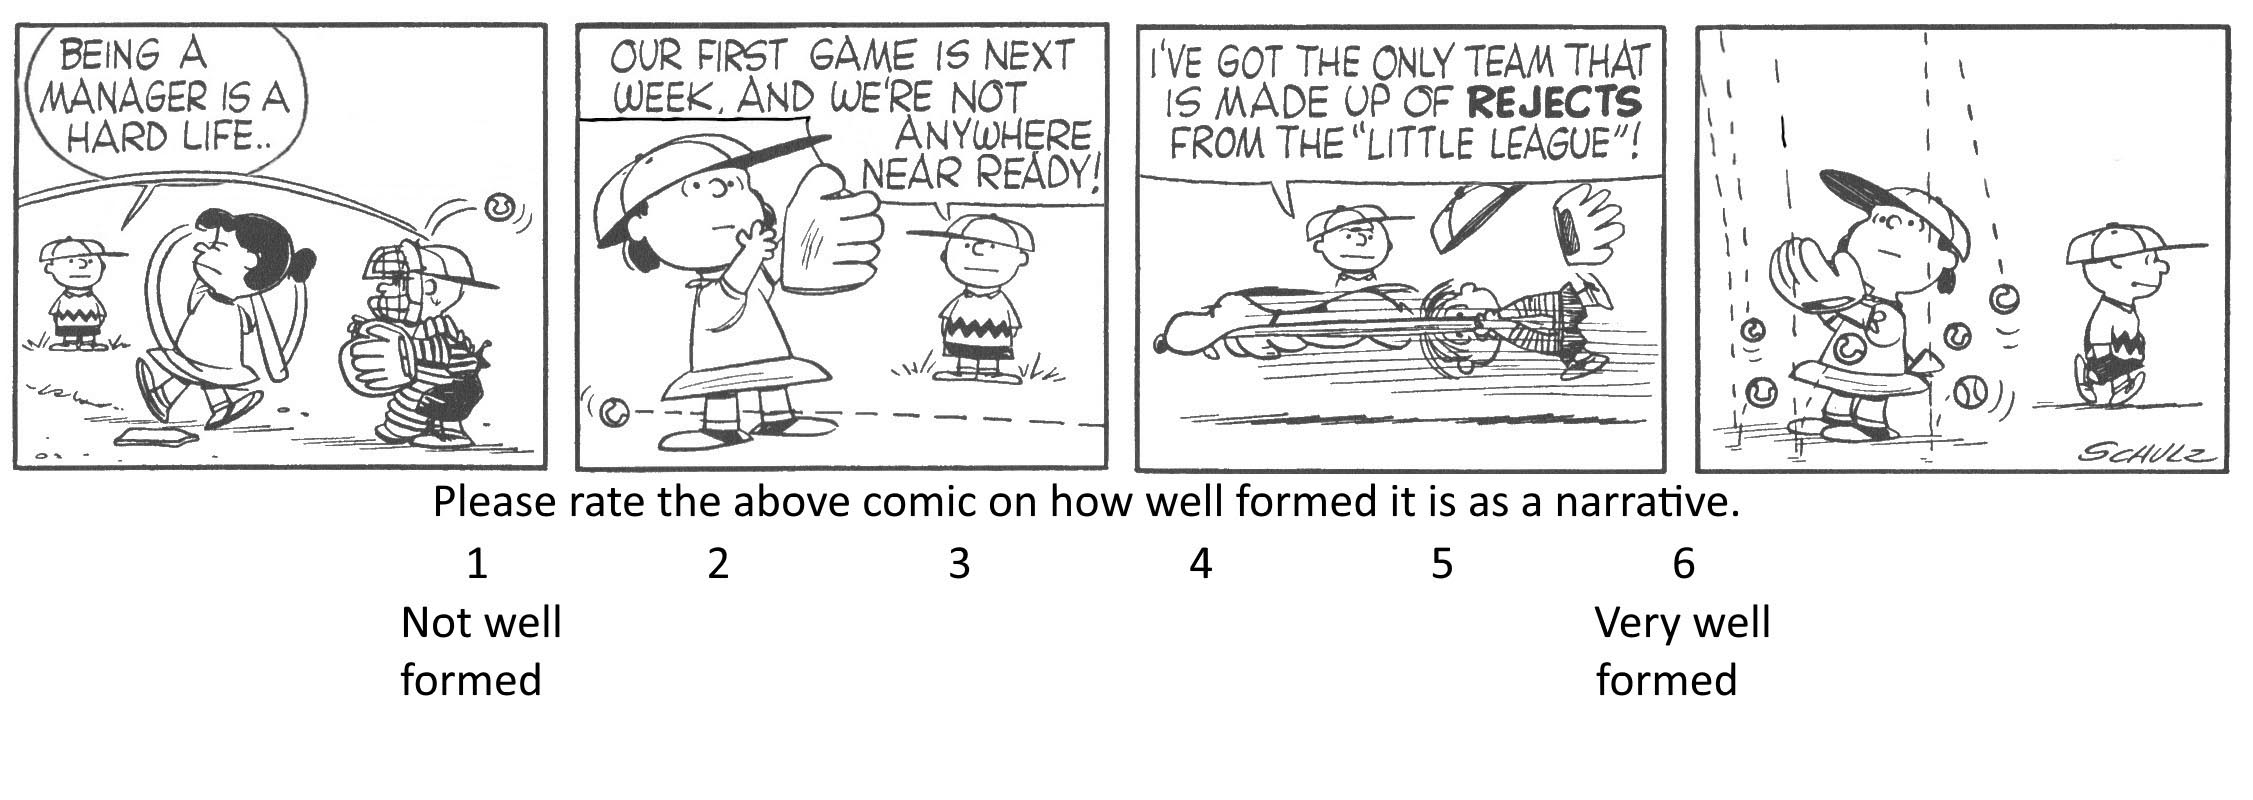 BEING A
MANAGER IS A
HARD LIFE..
OUR FIRST GAME IS NEXT
WEEK, AND WE'RE NOT
ANYWHERE
NEAR READY!
I'VE GOT THE ONLY TEAM THAT
IS MADE UP OF REJECTS
FROM THE "LITTLE LEAGUE"!
SCHULZ
Please rate the above comic on how well formed it is as a narrative.
1 2 3 4 5 6
Not well
formed
Very well
formed